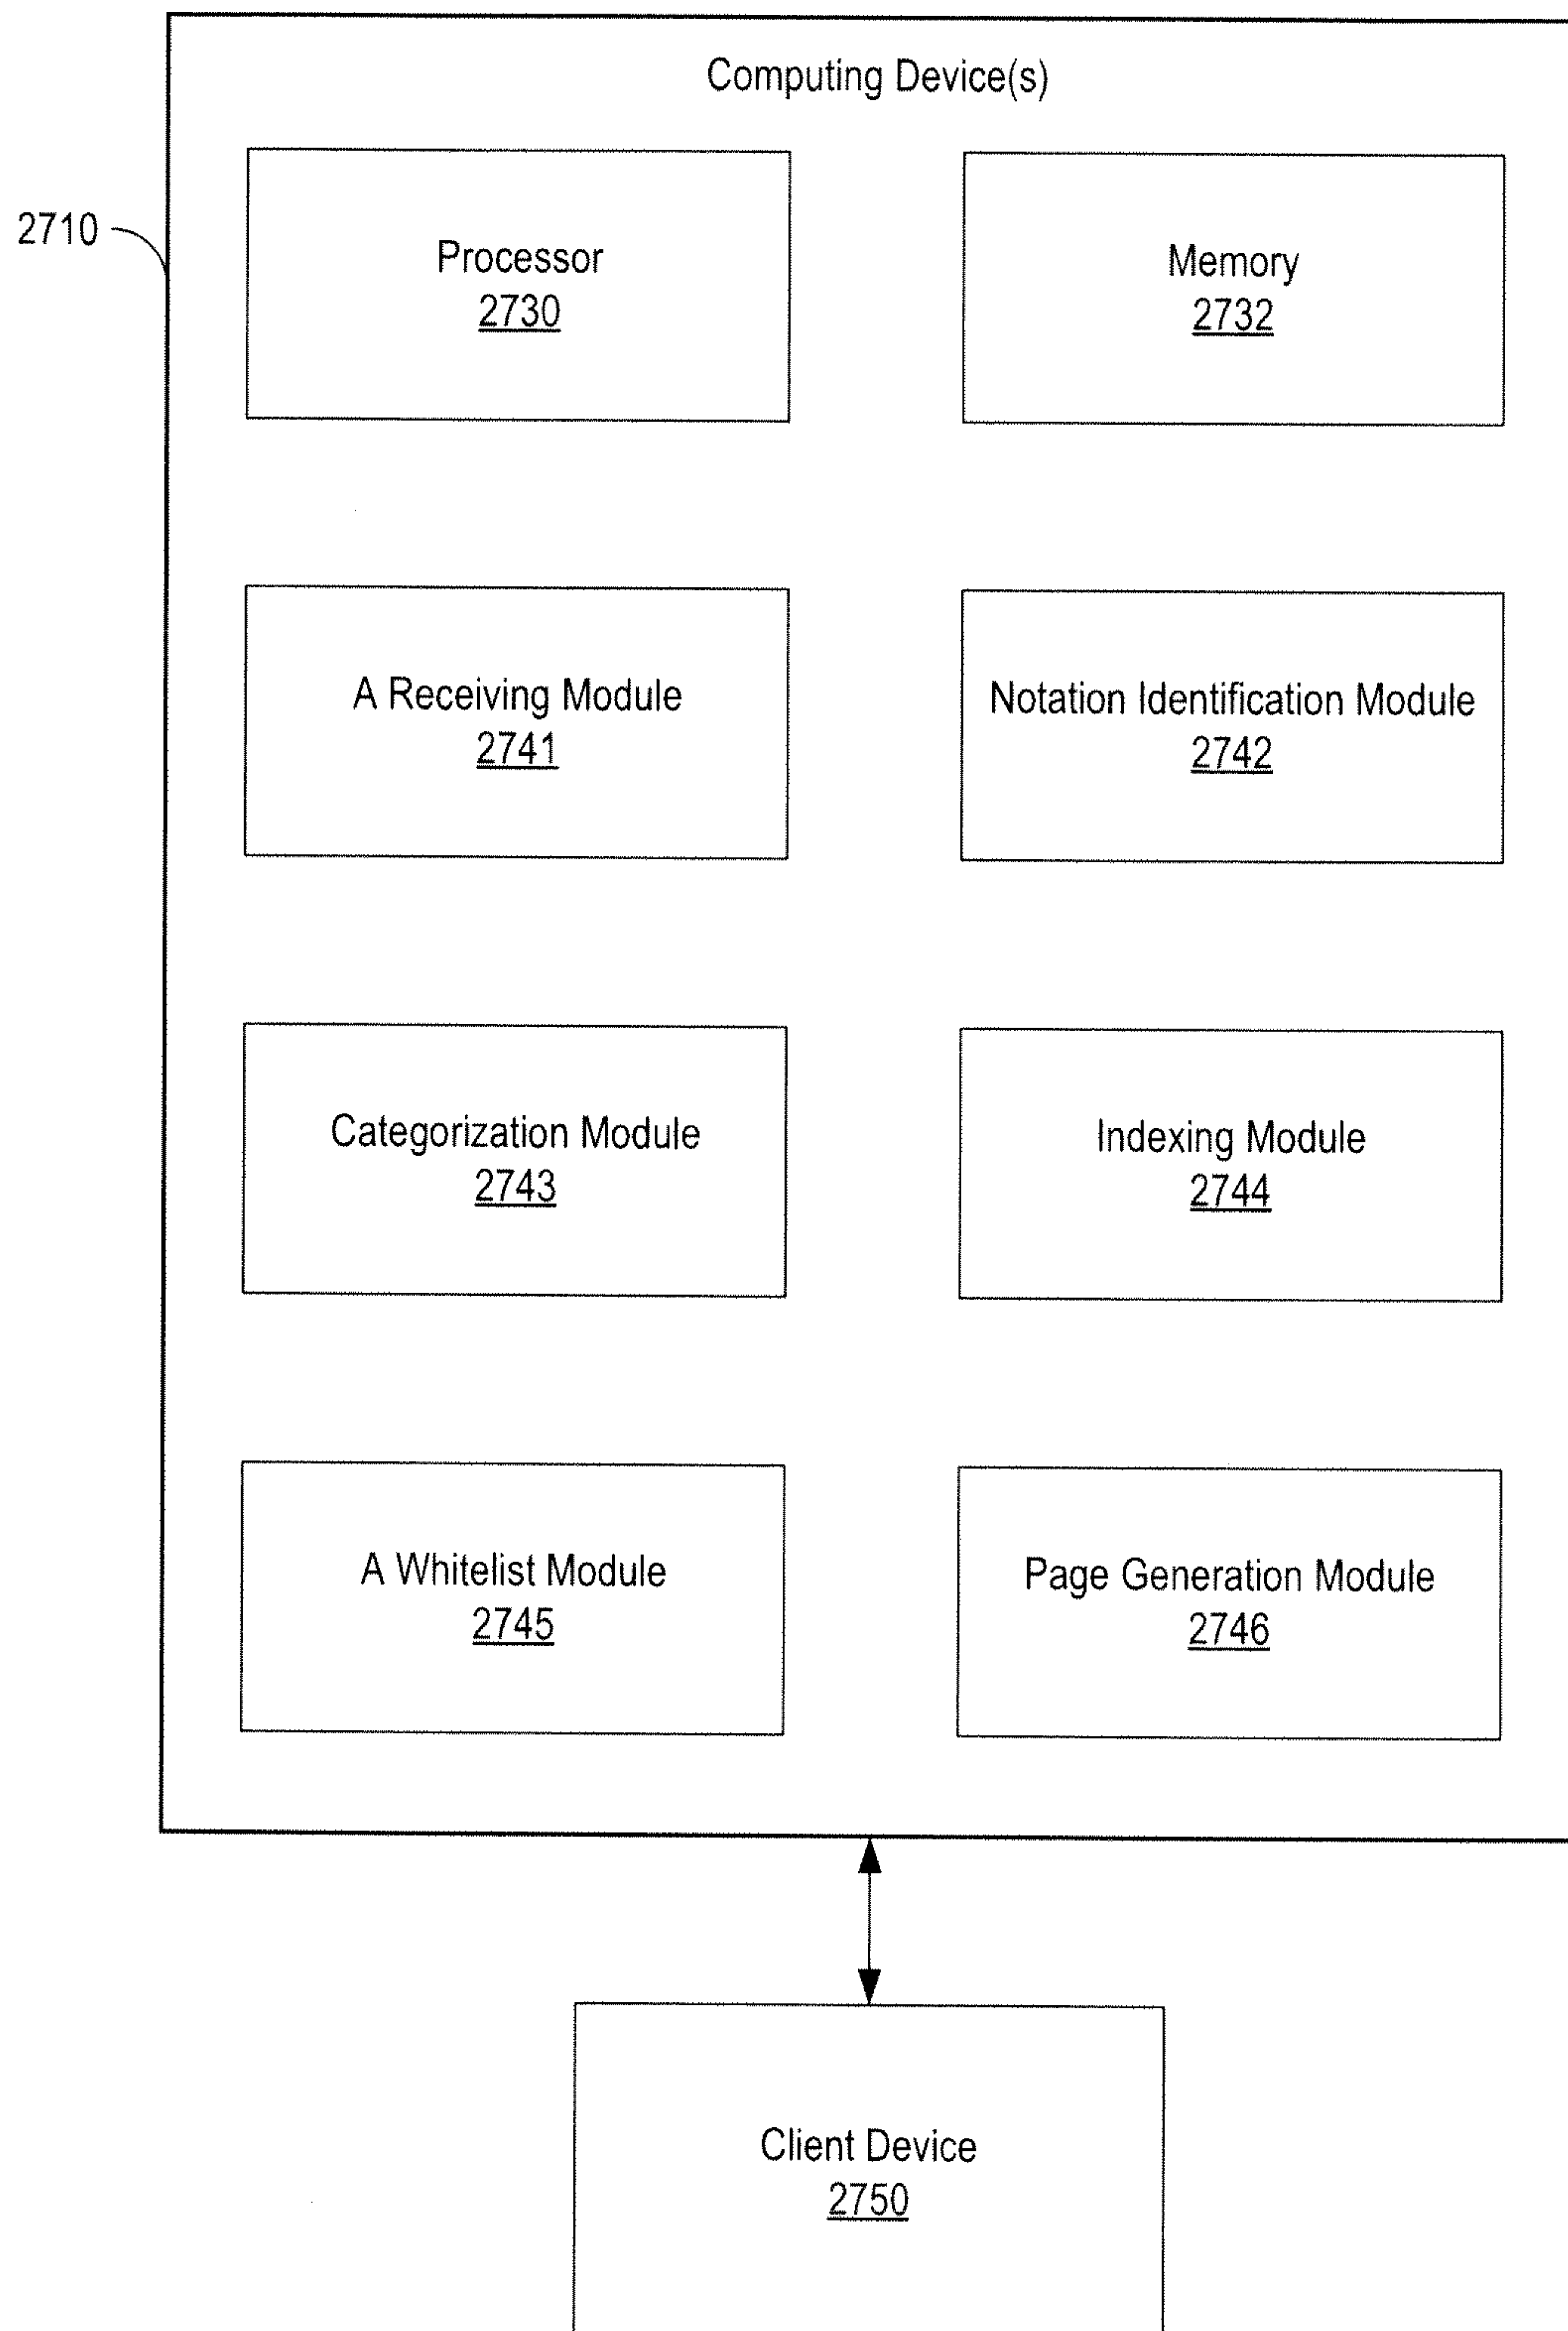 Computing Device(s)
2710
Processor
2730
Memory
2732
A Receiving Module
2741
Notation Identification Module
2742
Categorization Module
2743
Indexing Module
2744
A Whitelist Module
2745
Page Generation Module
2746
Client Device
2750